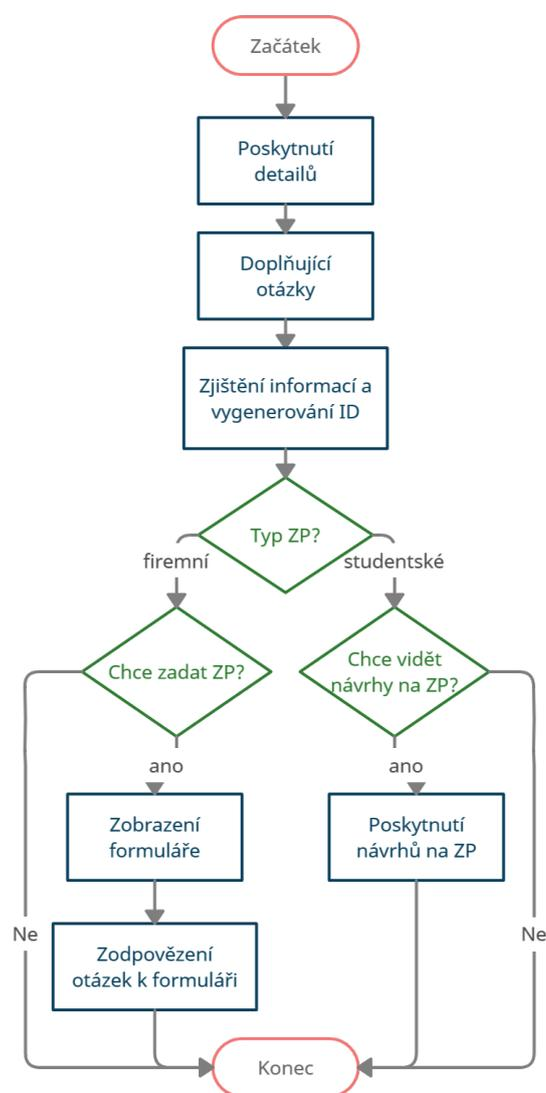 Začátek
Poskytnutí
detailů
Doplňující
otázky
Zjištění informací a
vygenerování ID
Typ ZP?
firemní
studentské
Chce zadat ZP?
Chce vidět
návrhy na ZP?
ano
ano
Zobrazení
formuláře
Poskytnutí
návrhů na ZP
Ne
Ne
Zodpovězení
otázek k formuláři
Konec